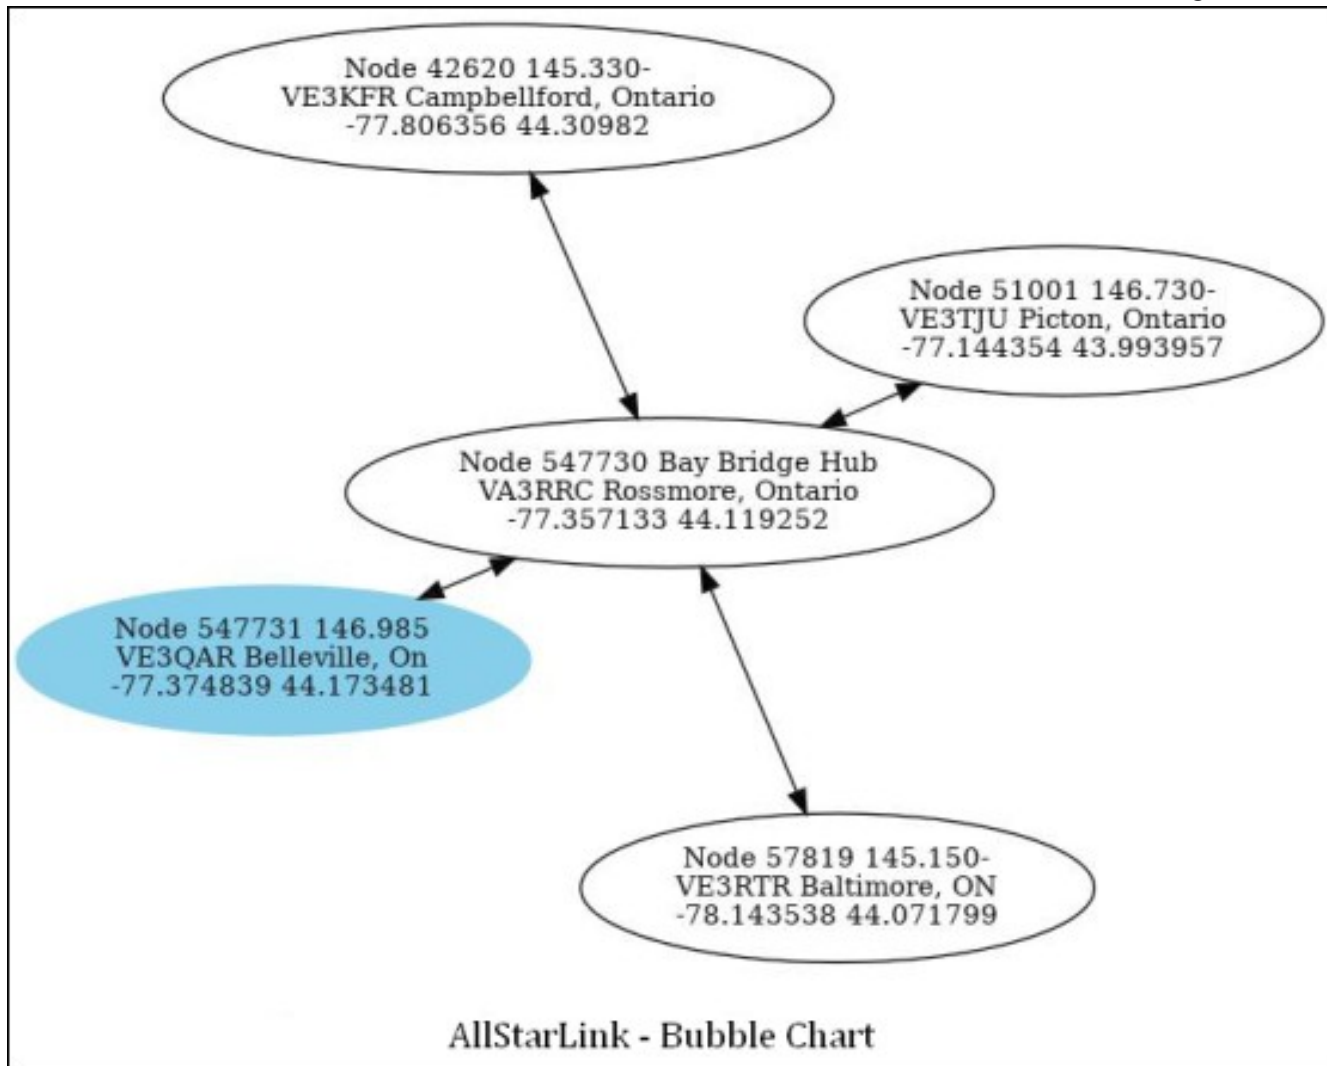 Node 42620 145.330-
VE3KFR Campbellford, Ontario
-77.806356 44.30982
Node 51001 146.730-
VE3TJU Picton, Ontario
-77.144354 43.993957
Node 547730 Bay Bridge Hub
VA3RRC Rossmore, Ontario
-77.357133 44.119252
Node 547731 146.985
VE3QAR Belleville, On
-77.374839 44.173481
Node 57819 145.150-
VE3RTR Baltimore, ON
-78.143538 44.071799
AllStarLink - Bubble Chart